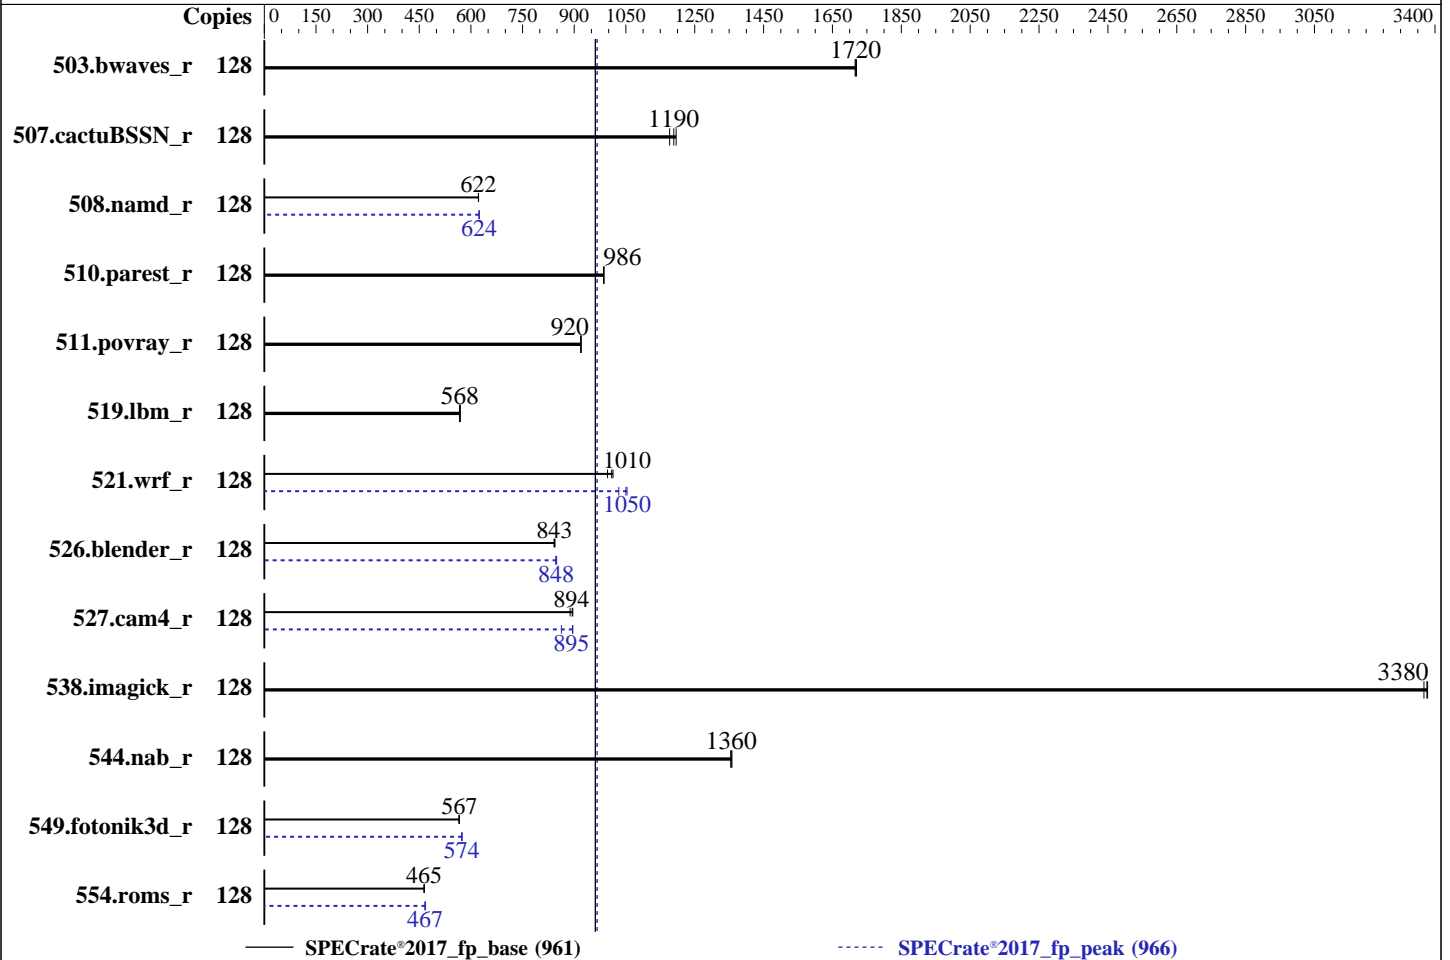 Copies 0 150 300 450 600 750 900 1050 1250 1450 1650 1850 2050 2250 2450 2650 2850 3050 3400
1720
503.bwaves_r 128
1190
507.cactuBSSN_r 128
622
508.namd_r 128
624
986
510.parest_r 128
920
511.povray_r 128
568
519.lbm_r 128
1010
521.wrf_r 128
1050
843
526.blender_r 128
848
894
527.cam4_r 128
895
3380
538.imagick_r 128
1360
544.nab_r 128
567
549.fotonik3d_r 128
574
465
554.roms_r 128
467
SPECrate®2017_fp_base (961) SPECrate®2017_fp_peak (966)